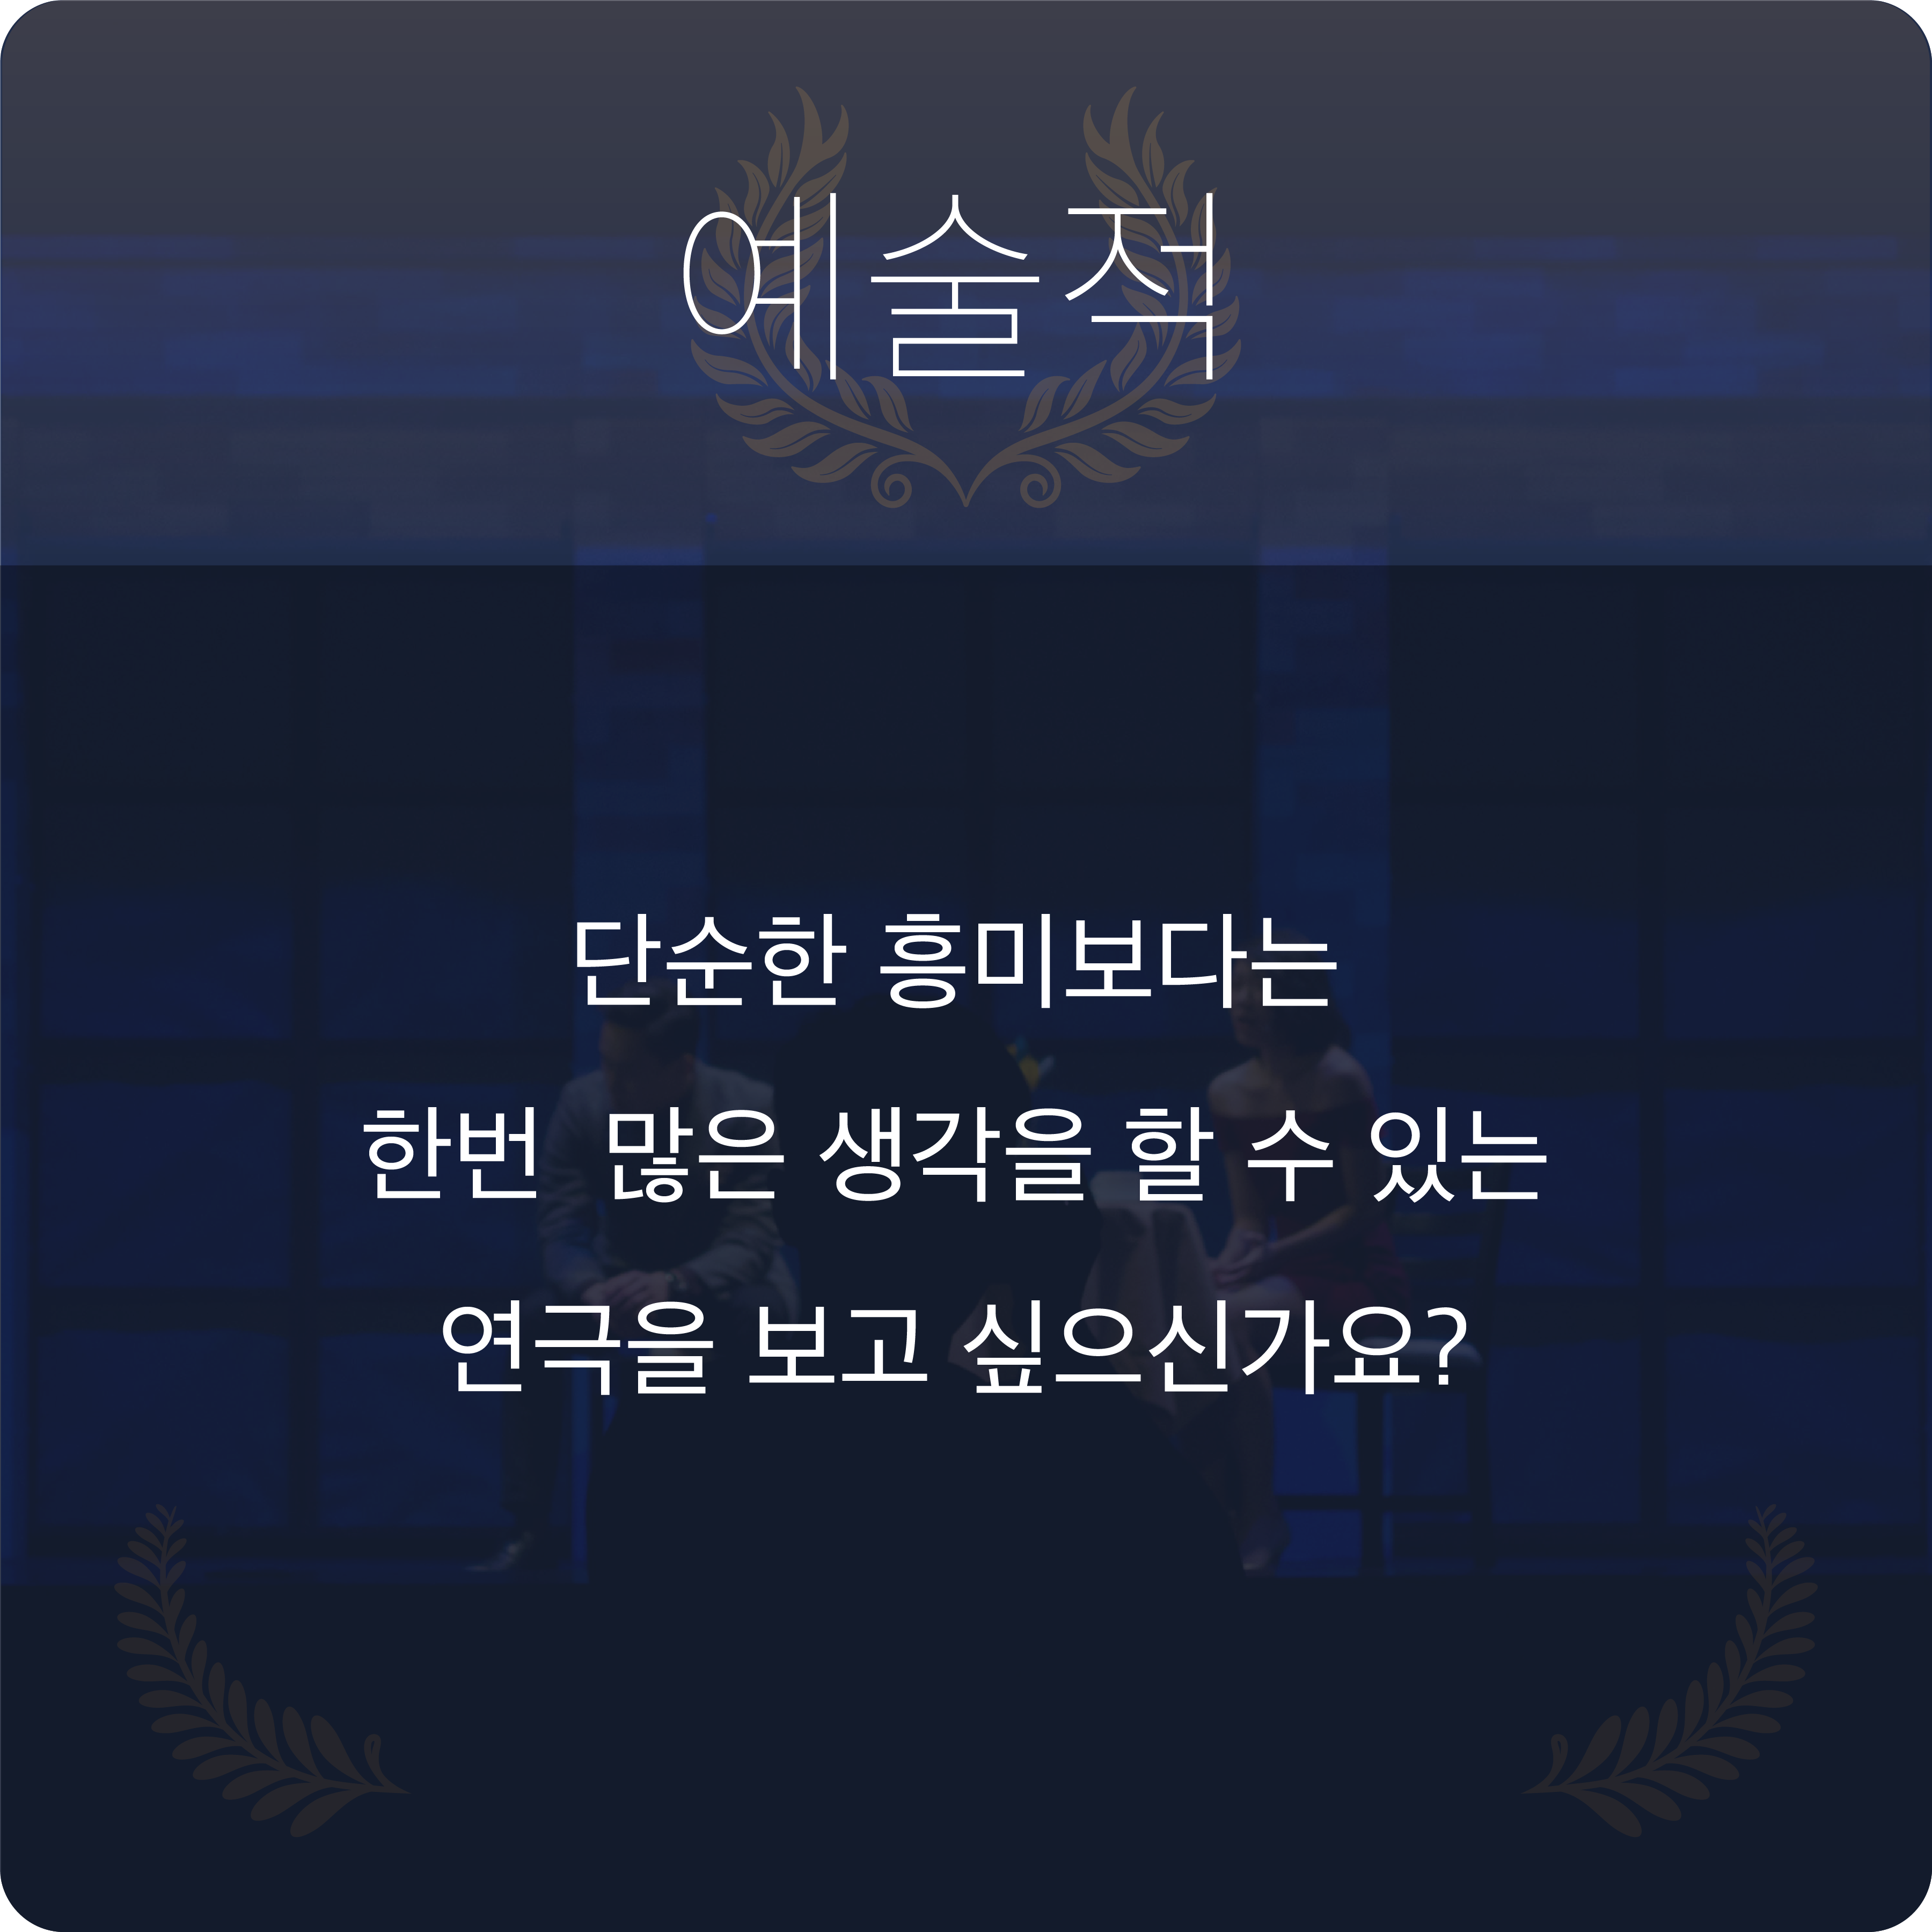 예술적
단순한 흥미보다는
한번  많은 생각을 할 수 있는
연극을 보고 싶으신가요?